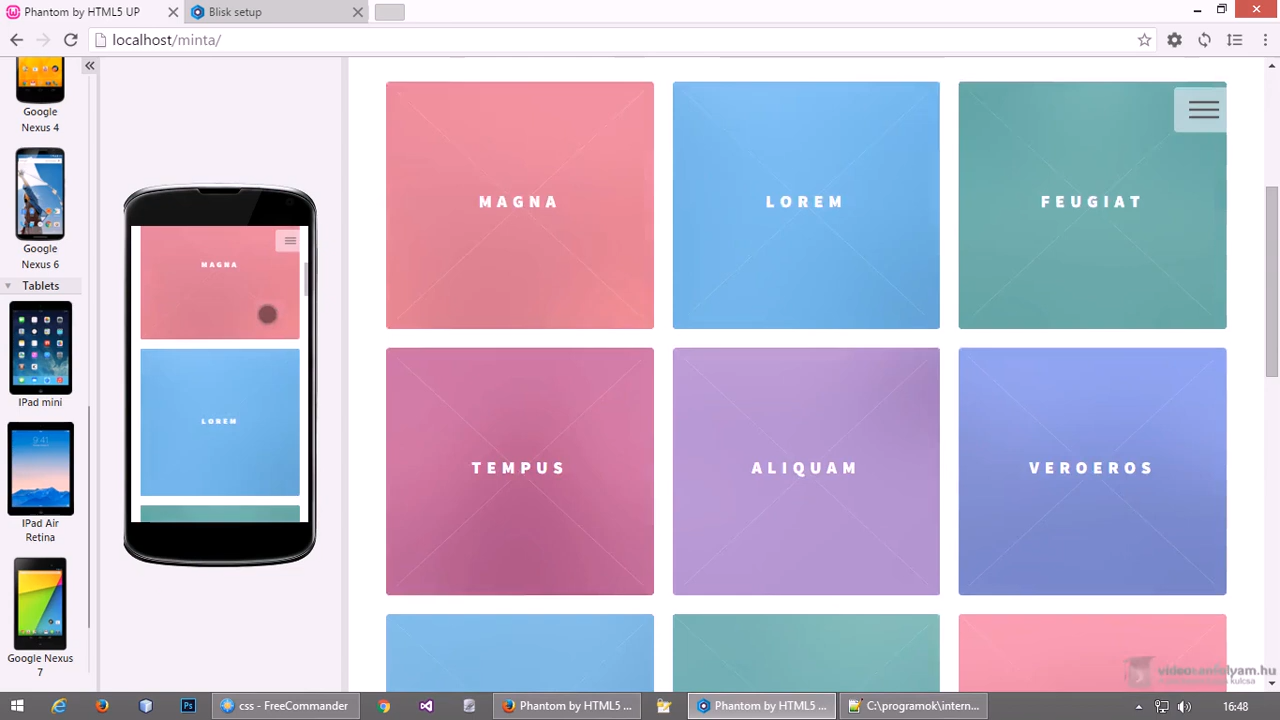 Phantom by HTML5 UP
Blisk setup
localhost/minta/
Google
Nexus 4
Google
Nexus 6
Tablets
IPad mini
9:41
IPad Air
Retina
Google Nexus
7
MAGNA
LOREM
MAGNA
LOREM
FEUGIAT
TEMPUS
ALIQUAM
VEROEROS
css - FreeCommander
Phantom by HTML5 ...
Phantom by HTML5 ...
C:\programok\intern...
16:48